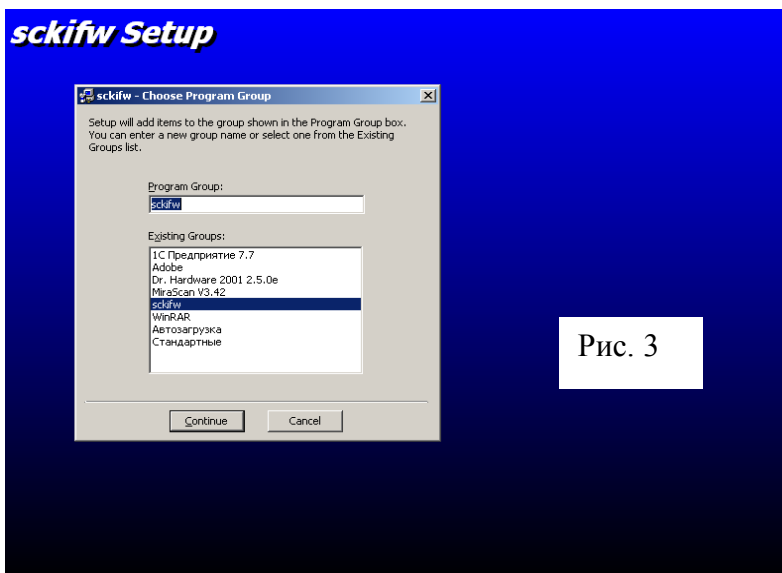 sckifw Setup
sckifw - Choose Program Group
Setup will add items to the group shown in the Program Group box.
You can enter a new group name or select one from the Existing
Groups list.
Program Group:
sckifw
Existing Groups:
1С Предприятие 7.7
Adobe
Dr. Hardware 2001 2.5.0e
MiraScan V3.42
sckifw
WinRAR
Автозагрузка
Стандартные
Рис. 3
Continue
Cancel